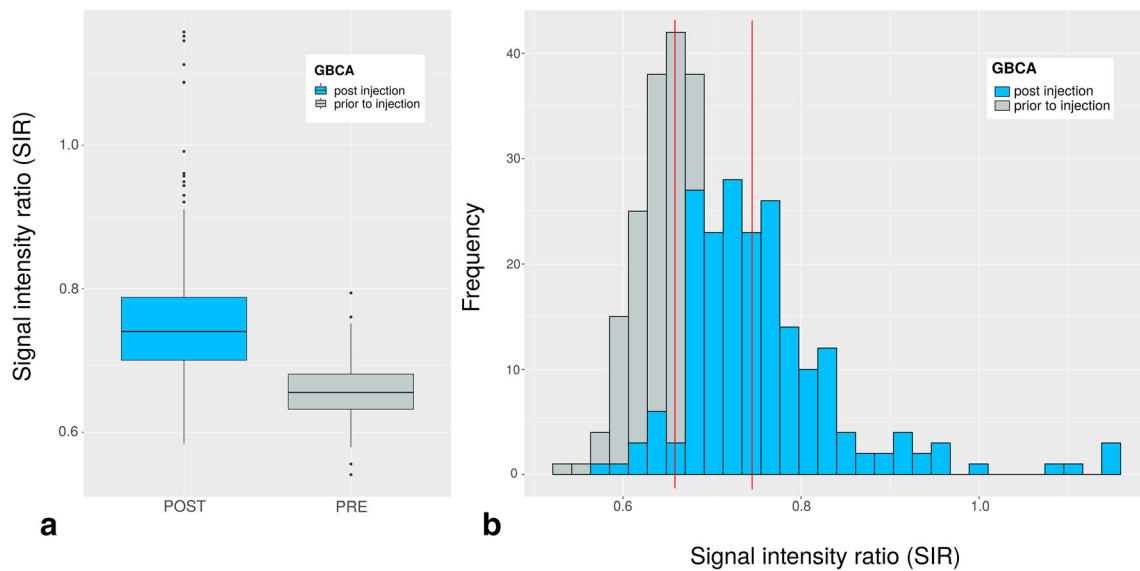 Signal intensity ratio (SIR)
1.0
0.8
0.6
GBCA
post injection
prior to injection
POST
PRE
a
Frequency
40
30
20
10
0
GBCA
post injection
prior to injection
0.6
0.8
1.0
b
Signal intensity ratio (SIR)